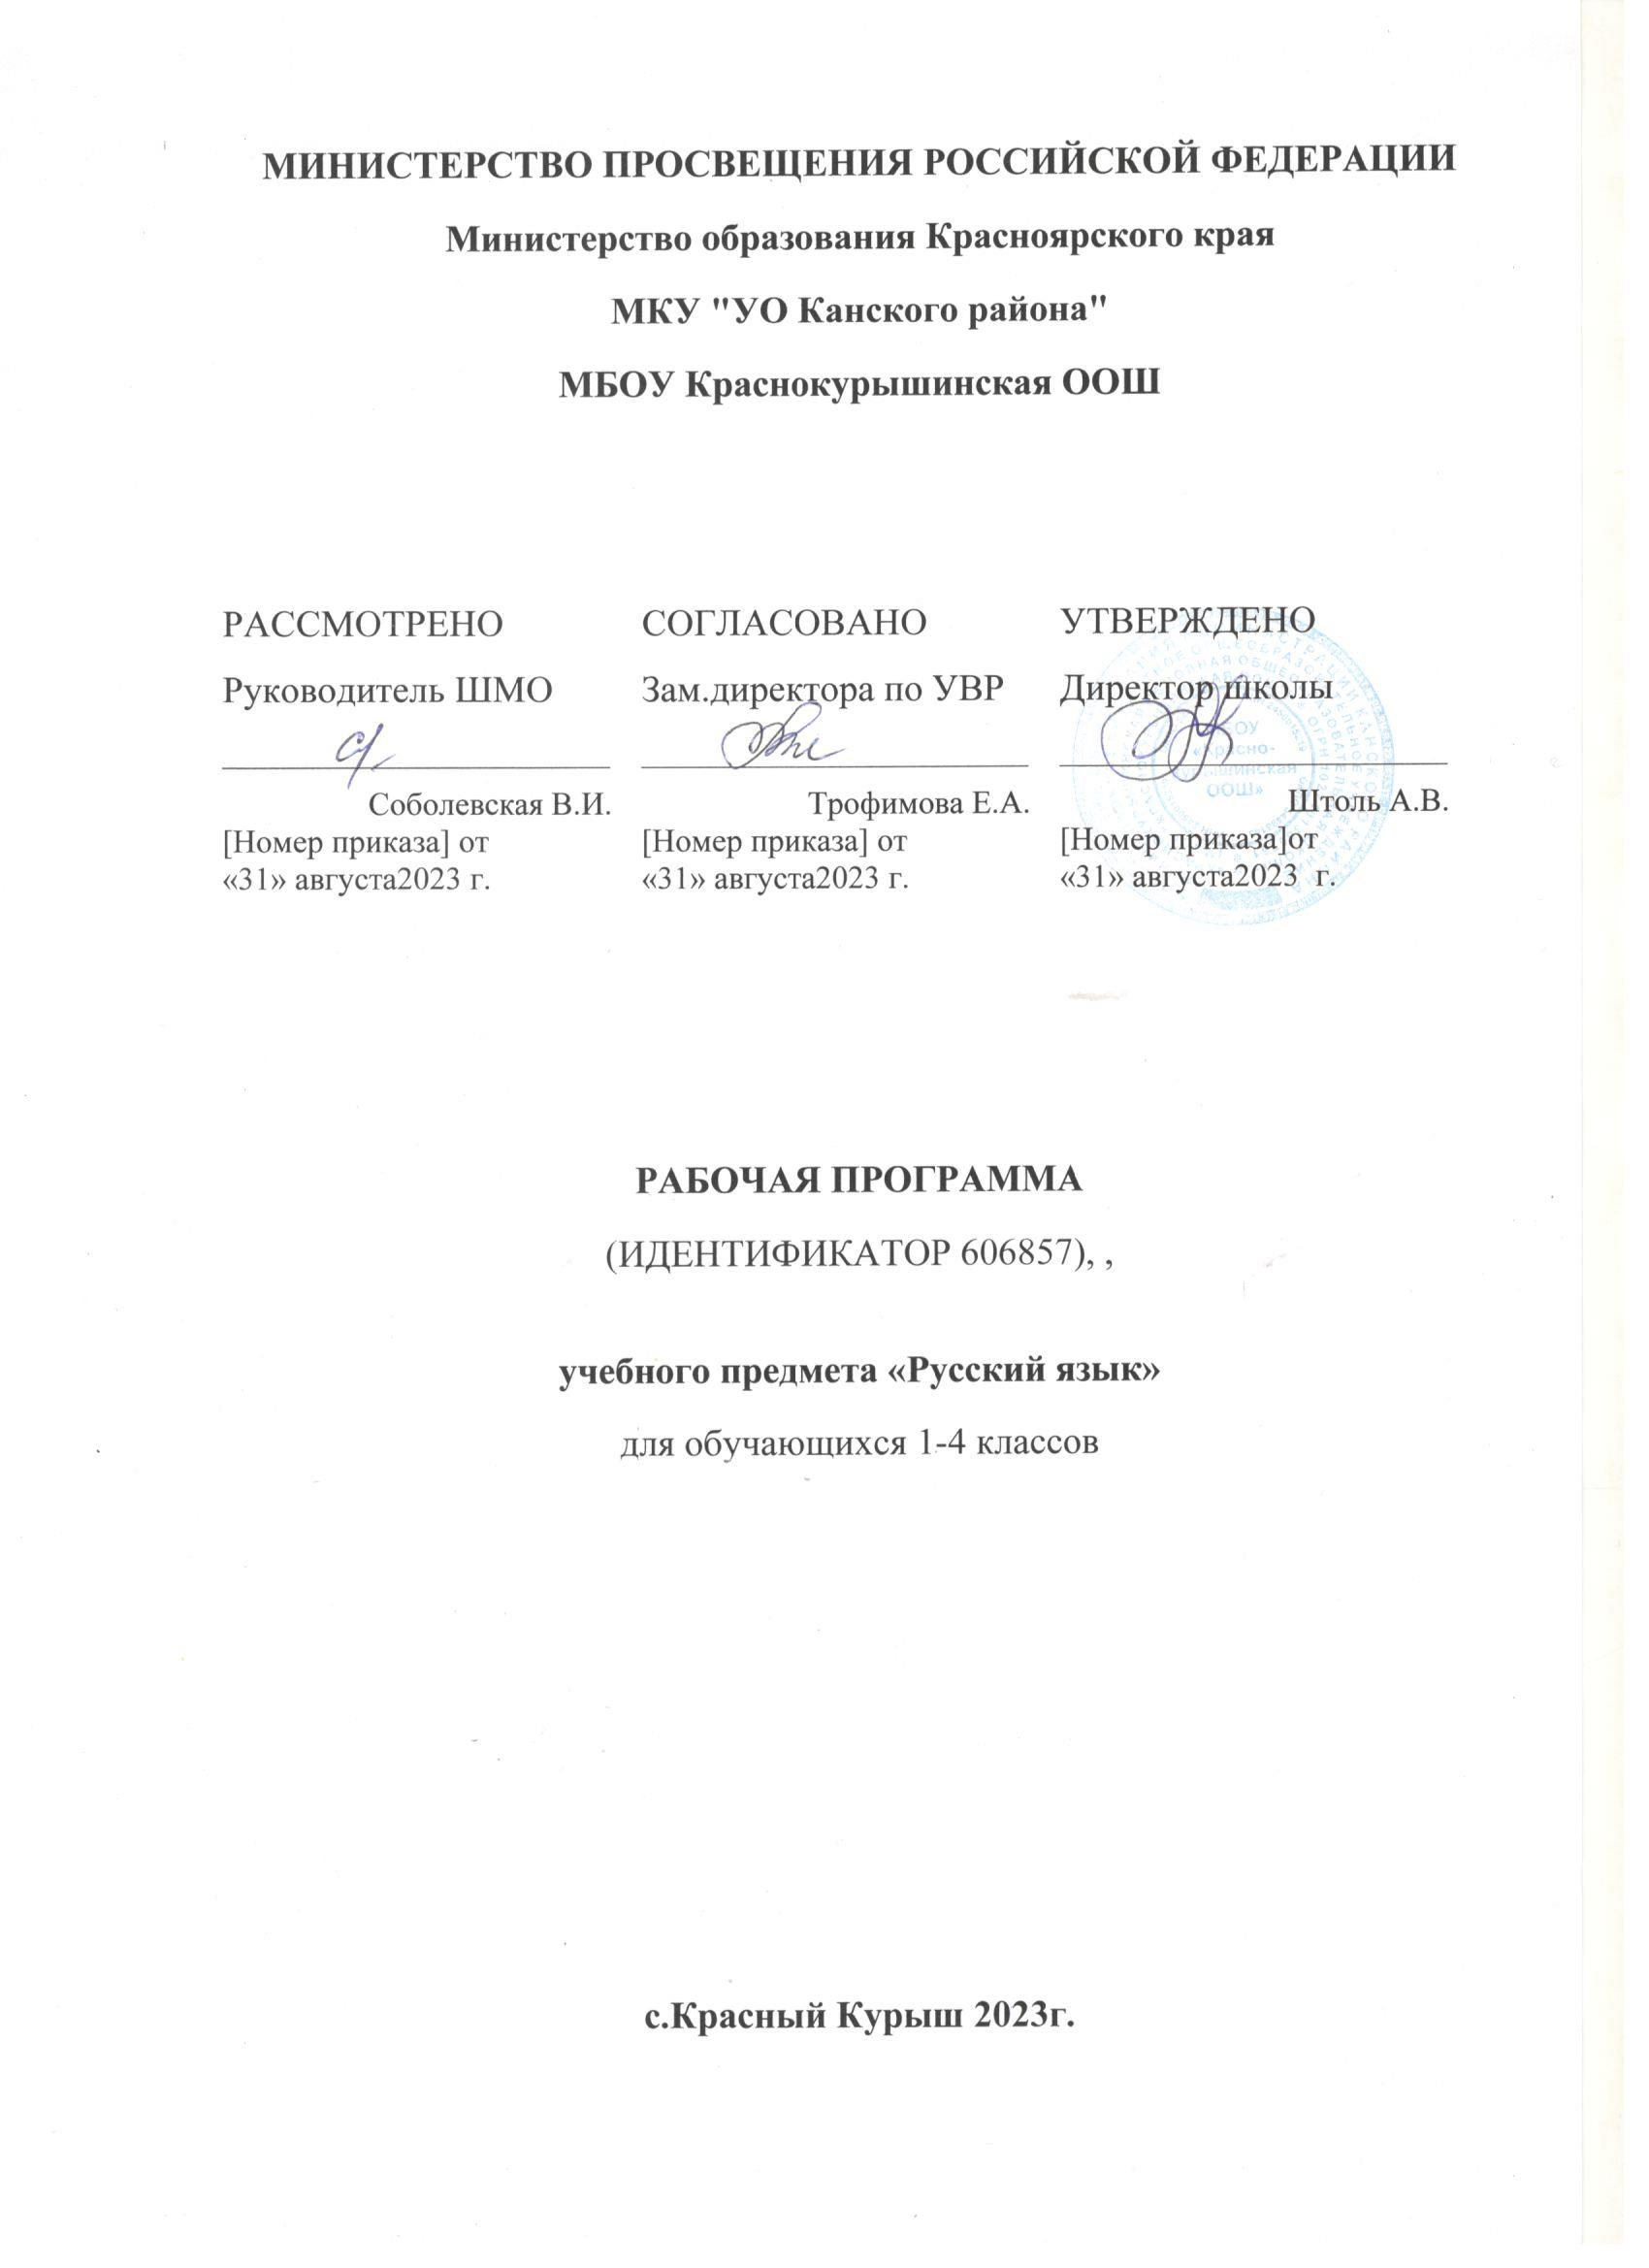 МИНИСТЕРСТВО ПРОСВЕЩЕНИЯ РОССИЙСКОЙ ФЕДЕРАЦИИ
Министерство образования Красноярского края
МКУ "УО Канского района"
МБОУ Краснокурышинская ООШ
РАССМОТРЕНО
Руководитель ШМО
Соболевская В.И.
[Номер приказа] от
«31» августа2023 г.
СОГЛАСОВАНО
Зам.директора по УВР
Трофимова Е.А.
[Номер приказа] от
«31» августа2023 г.
УТВЕРЖДЕНО
Директор школы
Штоль А.В.
[Номер приказа]от
«31» августа2023 г.
ООШ»
РАБОЧАЯ ПРОГРАММА
(ИДЕНТИФИКАТОР 606857), ,
учебного предмета «Русский язык»
для обучающихся 1-4 классов
с.Красный Курыш 2023г.